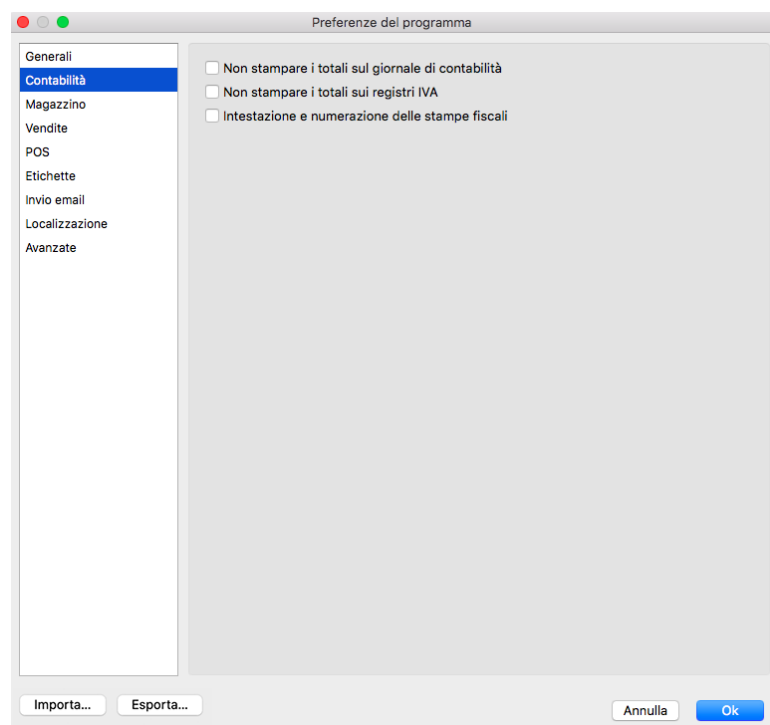 Preferenze del programma
Generali
Contabilità
Magazzino
Vendite
POS
Etichette
Invio email
Localizzazione
Avanzate
Non stampare i totali sul giornale di contabilità
Non stampare i totali sui registri IVA
Intestazione e numerazione delle stampe fiscali
Importa... Esporta... Annulla Ok